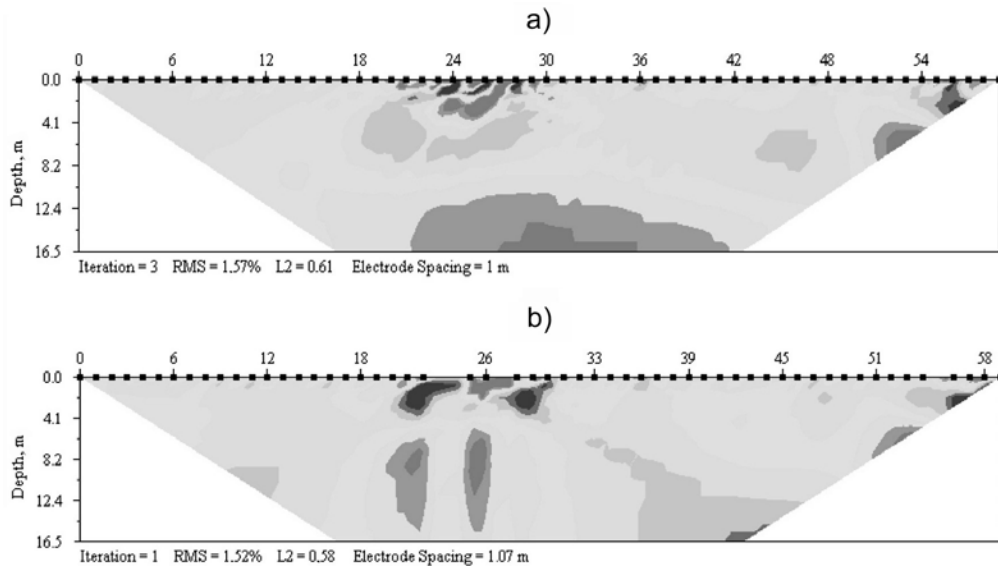 a)
0 6 12 18 24 30 36 42 48 54
0.0
4.1
8.2
12.4
16.5
Depth, m
Iteration = 3 RMS = 1.57% L2 = 0.61 Electrode Spacing = 1 m
b)
0 6 12 18 26 33 39 45 51 58
0.0
4.1
8.2
12.4
16.5
Depth, m
Iteration = 1 RMS = 1.52% L2 = 0.58 Electrode Spacing = 1.07 m